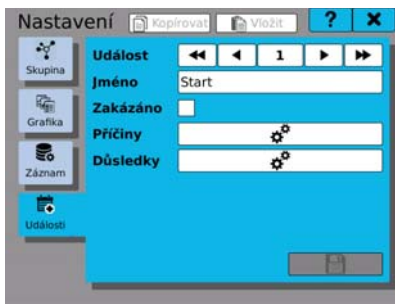 Nastavení Kopírovat Vložit ? ×
Skupina
Grafika
Záznam
Události
Událost 1
Jméno Start
Zakázáno
Příčiny
Důsledky